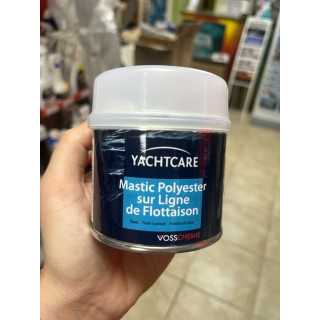 YACHTCARE
Mastic Polyester
sur Ligne
de Flottaison
VOSSCHEMIE